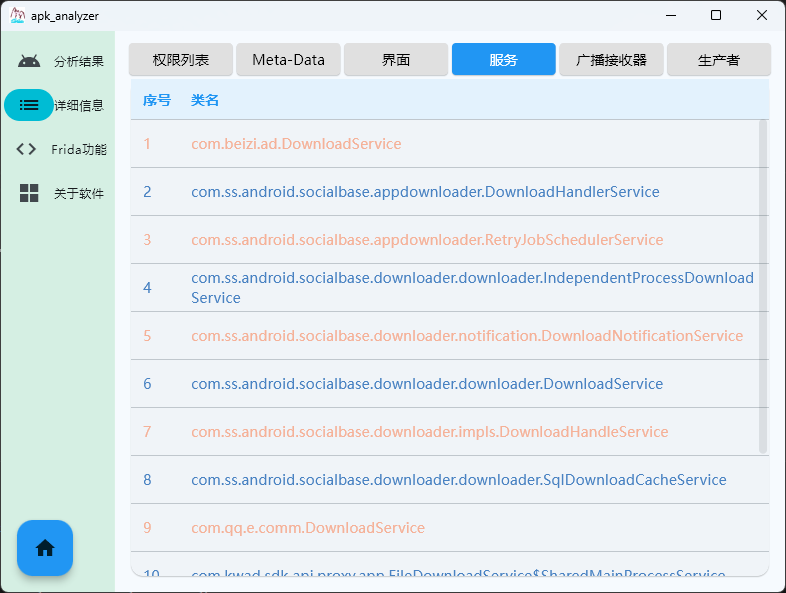 apk_analyzer
分析结果
详细信息
Frida功能
关于软件
权限列表 Meta-Data 界面 服务 广播接收器 生产者
序号 类名
1 com.beizi.ad.DownloadService
2 com.ss.android.socialbase.appdownloader.DownloadHandlerService
3 com.ss.android.socialbase.appdownloader.RetryJobSchedulerService
4 com.ss.android.socialbase.downloader.downloader.IndependentProcessDownload
Service
5 com.ss.android.socialbase.downloader.notification.DownloadNotificationService
6 com.ss.android.socialbase.downloader.downloader.DownloadService
7 com.ss.android.socialbase.downloader.impls.DownloadHandleService
8 com.ss.android.socialbase.downloader.downloader.SqlDownloadCacheService
9 com.qq.e.comm.DownloadService
10 com.kwad.sdk.api.proxy.app.FileDownloadService$SharedMainProcessService